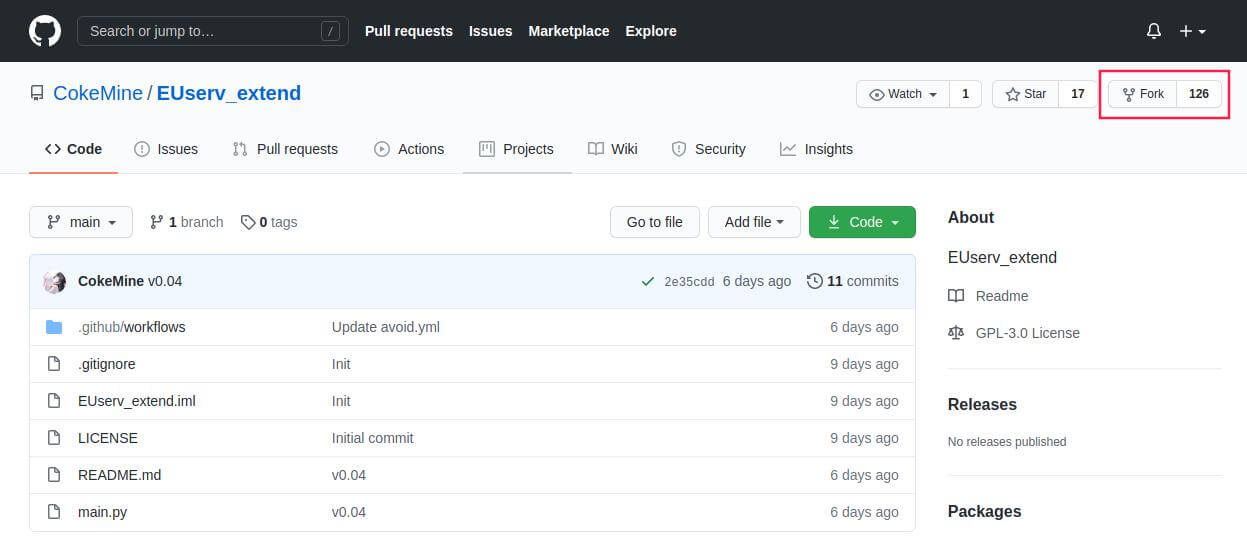 Search or jump to… / Pull requests Issues Marketplace Explore
CokeMine / EUserv_extend Watch 1 Star 17 Fork 126
Code Issues Pull requests Actions Projects Wiki Security Insights
main 1 branch 0 tags Go to file Add file Code
CokeMine v0.04 2e35cdd 6 days ago 11 commits
.github/workflows Update avoid.yml 6 days ago
.gitignore Init 9 days ago
EUserv_extend.iml Init 9 days ago
LICENSE Initial commit 9 days ago
README.md v0.04 6 days ago
main.py v0.04 6 days ago
About
EUserv_extend
Readme
GPL-3.0 License
Releases
No releases published
Packages